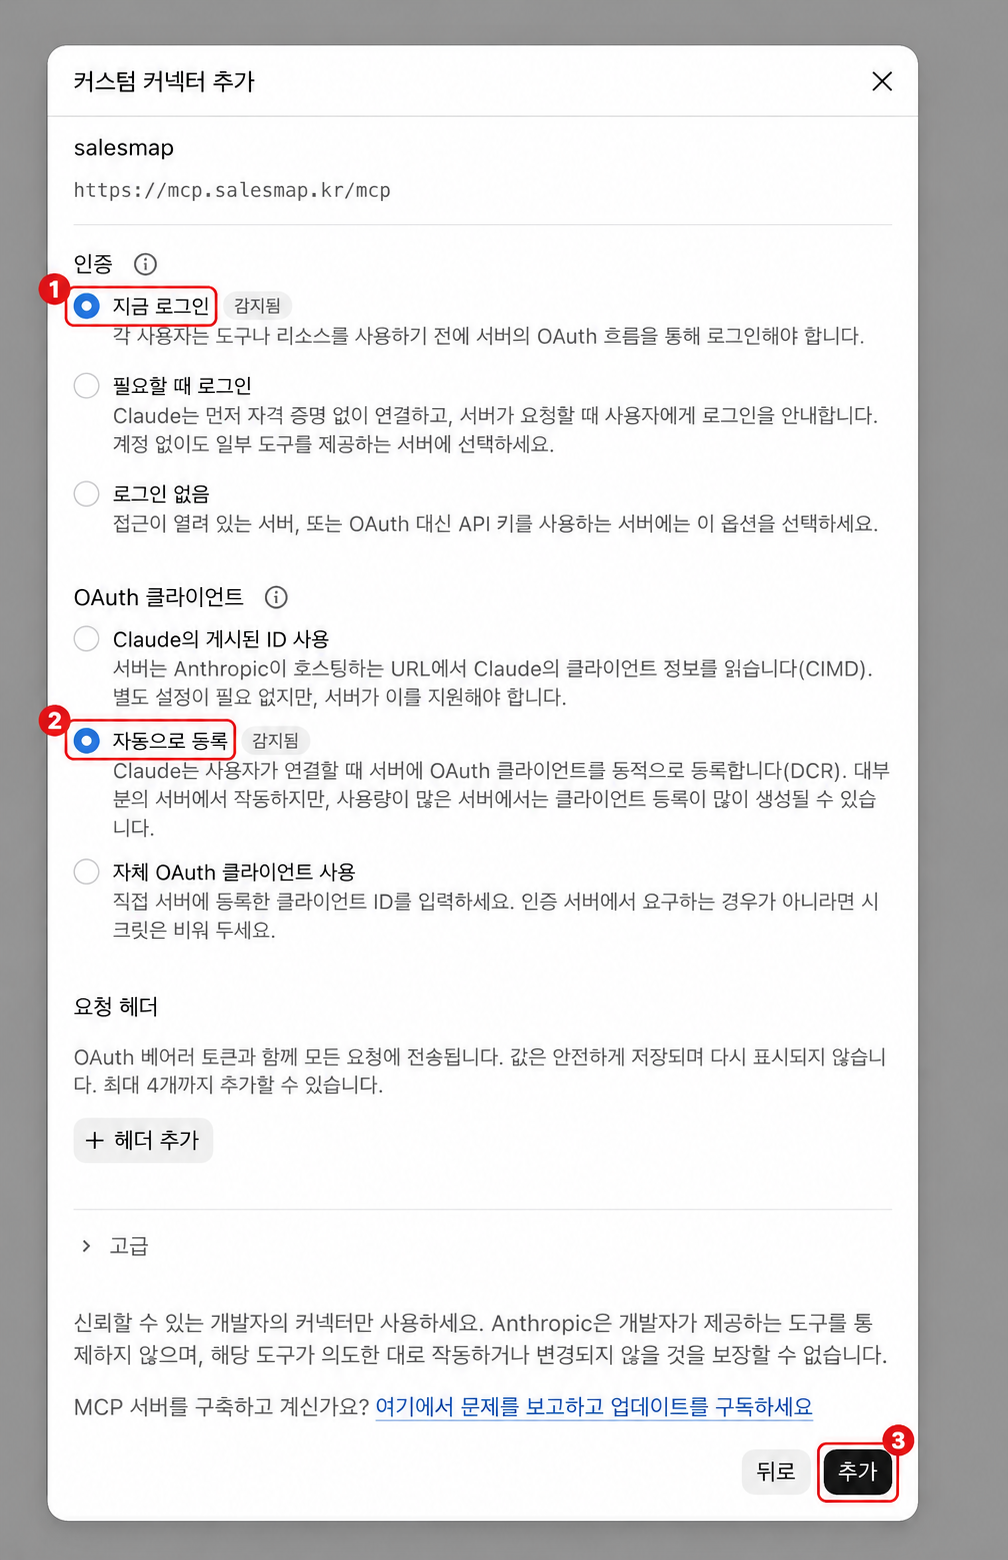 커스텀 커넥터 추가
salesmap
https://mcp.salesmap.kr/mcp
인증
1
지금 로그인 감지됨
각 사용자는 도구나 리소스를 사용하기 전에 서버의 OAuth 흐름을 통해 로그인해야 합니다.
필요할 때 로그인
Claude는 먼저 자격 증명 없이 연결하고, 서버가 요청할 때 사용자에게 로그인을 안내합니다.
계정 없이도 일부 도구를 제공하는 서버에 선택하세요.
로그인 없음
접근이 열려 있는 서버, 또는 OAuth 대신 API 키를 사용하는 서버에는 이 옵션을 선택하세요.
OAuth 클라이언트
Claude의 게시된 ID 사용
서버는 Anthropic이 호스팅하는 URL에서 Claude의 클라이언트 정보를 읽습니다(CIMD).
별도 설정이 필요 없지만, 서버가 이를 지원해야 합니다.
2
자동으로 등록 감지됨
Claude는 사용자가 연결할 때 서버에 OAuth 클라이언트를 동적으로 등록합니다(DCR). 대부
분의 서버에서 작동하지만, 사용량이 많은 서버에서는 클라이언트 등록이 많이 생성될 수 있습
니다.
자체 OAuth 클라이언트 사용
직접 서버에 등록한 클라이언트 ID를 입력하세요. 인증 서버에서 요구하는 경우가 아니라면 시
크릿은 비워 두세요.
요청 헤더
OAuth 베어러 토큰과 함께 모든 요청에 전송됩니다. 값은 안전하게 저장되며 다시 표시되지 않습니
다. 최대 4개까지 추가할 수 있습니다.
+ 헤더 추가
고급
신뢰할 수 있는 개발자의 커넥터만 사용하세요. Anthropic은 개발자가 제공하는 도구를 통
제하지 않으며, 해당 도구가 의도한 대로 작동하거나 변경되지 않을 것을 보장할 수 없습니다.
MCP 서버를 구축하고 계신가요? 여기에서 문제를 보고하고 업데이트를 구독하세요
3
뒤로 추가